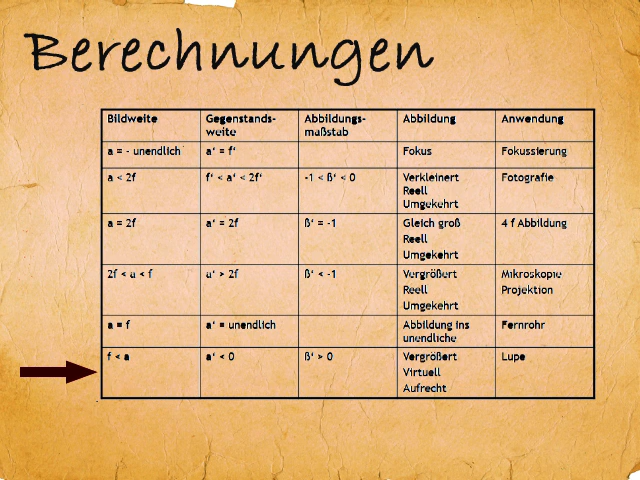 Berechnungen
Bildweite Gegenstands- Abbildungs- Abbildung Anwendung
weite maßstab
a = - unendlich a‘ = f‘ Fokus Fokussierung
a < 2f f‘ < a‘ < 2f‘ -1 < ß‘ < 0 Verkleinert Fotografie
Reell
Umgekehrt
a = 2f a‘ = 2f ß‘ = -1 Gleich groß 4 f Abbildung
Reell
Umgekehrt
2f < a < f a‘ > 2f ß‘ < -1 Vergrößert Mikroskopie
Reell Projektion
Umgekehrt
a = f a‘ = unendlich Abbildung ins Fernrohr
unendliche
f < a a‘ < 0 ß‘ > 0 Vergrößert Lupe
Virtuell
Aufrecht